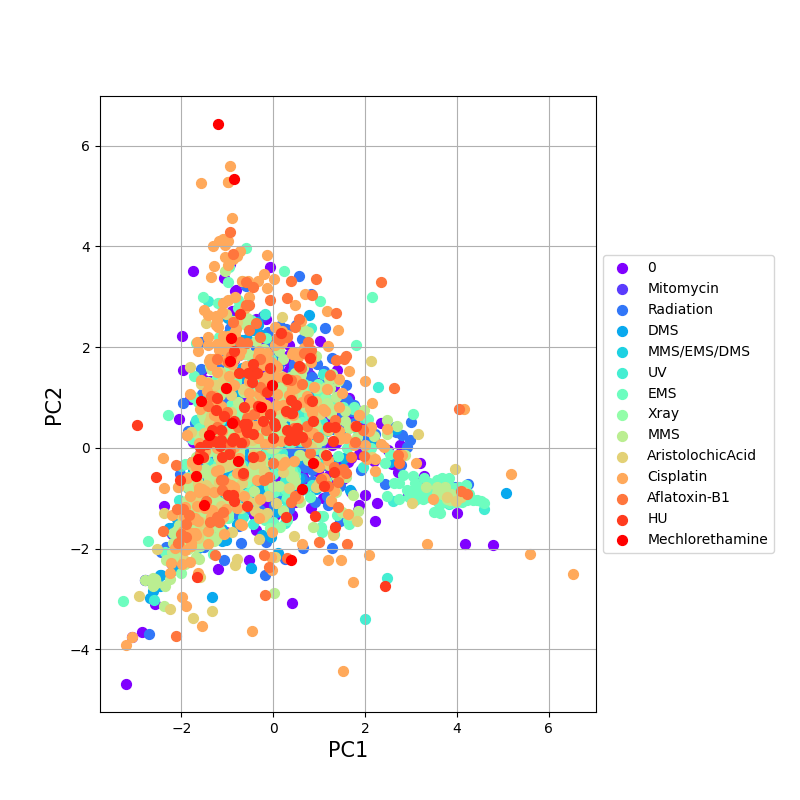 6
4
2
0
−2
−4
PC2
−2
0
2
4
6
PC1
0
Mitomycin
Radiation
DMS
MMS/EMS/DMS
UV
EMS
Xray
MMS
AristolochicAcid
Cisplatin
Aflatoxin-B1
HU
Mechlorethamine